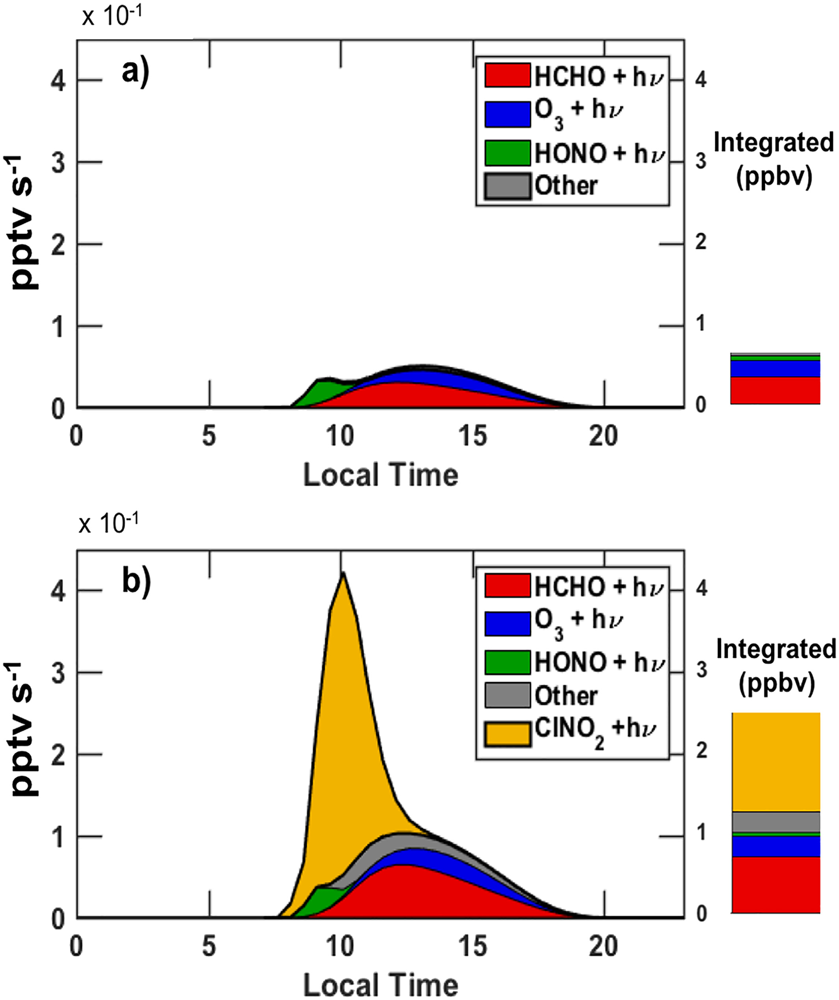 x 10⁻¹
a)
HCHO + hν
O₃ + hν
HONO + hν
Other
pptv s⁻¹
4
3
2
1
0
4
3
2
1
0
Integrated
(ppbv)
0 5 10 15 20
Local Time
x 10⁻¹
b)
HCHO + hν
O₃ + hν
HONO + hν
Other
ClNO₂ +hν
pptv s⁻¹
4
3
2
1
0
4
3
2
1
0
Integrated
(ppbv)
0 5 10 15 20
Local Time